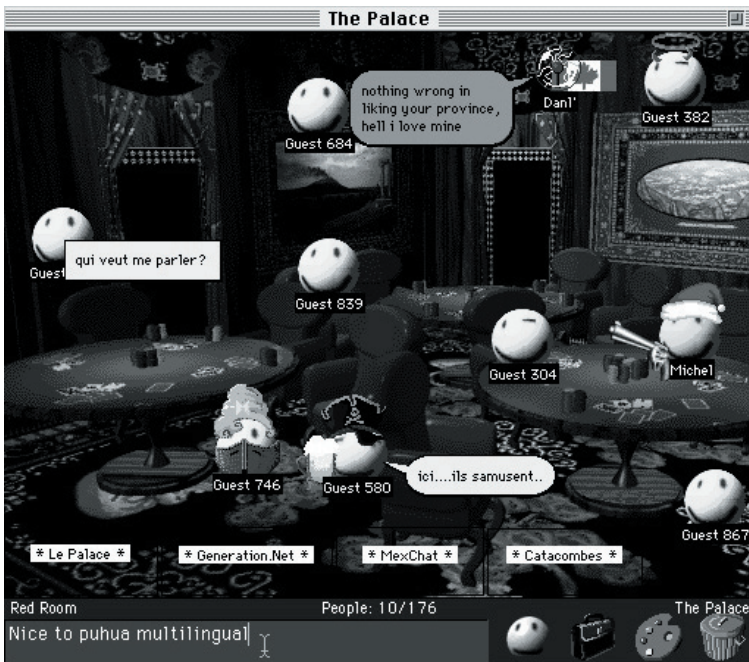 The Palace
nothing wrong in
liking your province,
hell i love mine
Dan1'
Guest 382
Guest 684
Guest
qui veut me parler?
Guest 839
Guest 304
Michel
Guest 746
Guest 580
ici....ils samusent..
Guest 867
* Le Palace *
* Generation.Net *
* MexChat *
* Catacombes *
Red Room
People: 10/176
The Palace
Nice to puhua multilingual